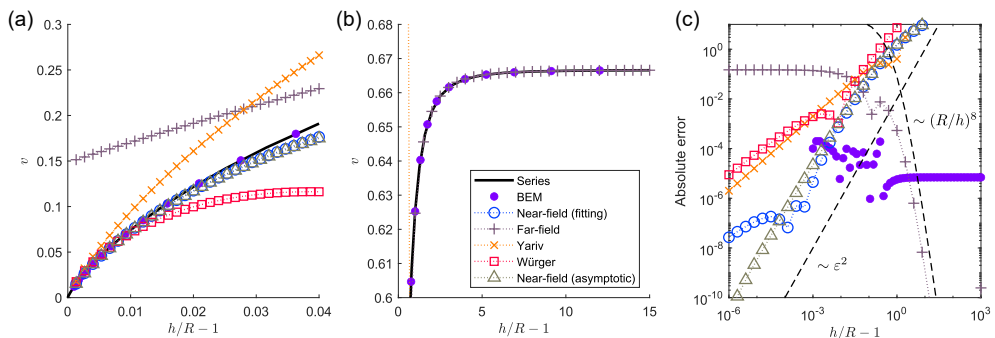 (a)
0.3
0.25
0.2
0.15
0.1
0.05
0
v
0
0.01
0.02
0.03
0.04
h/R − 1
(b)
0.67
0.66
0.65
0.64
0.63
0.62
0.61
0.6
v
Series
BEM
Near-field (fitting)
Far-field
Yariv
Würger
Near-field (asymptotic)
0
5
10
15
h/R − 1
(c)
Absolute error
10^0
10^-2
10^-4
10^-6
10^-8
10^-10
∼ (R/h)^8
∼ ε^2
10^-6
10^-3
10^0
10^3
h/R − 1